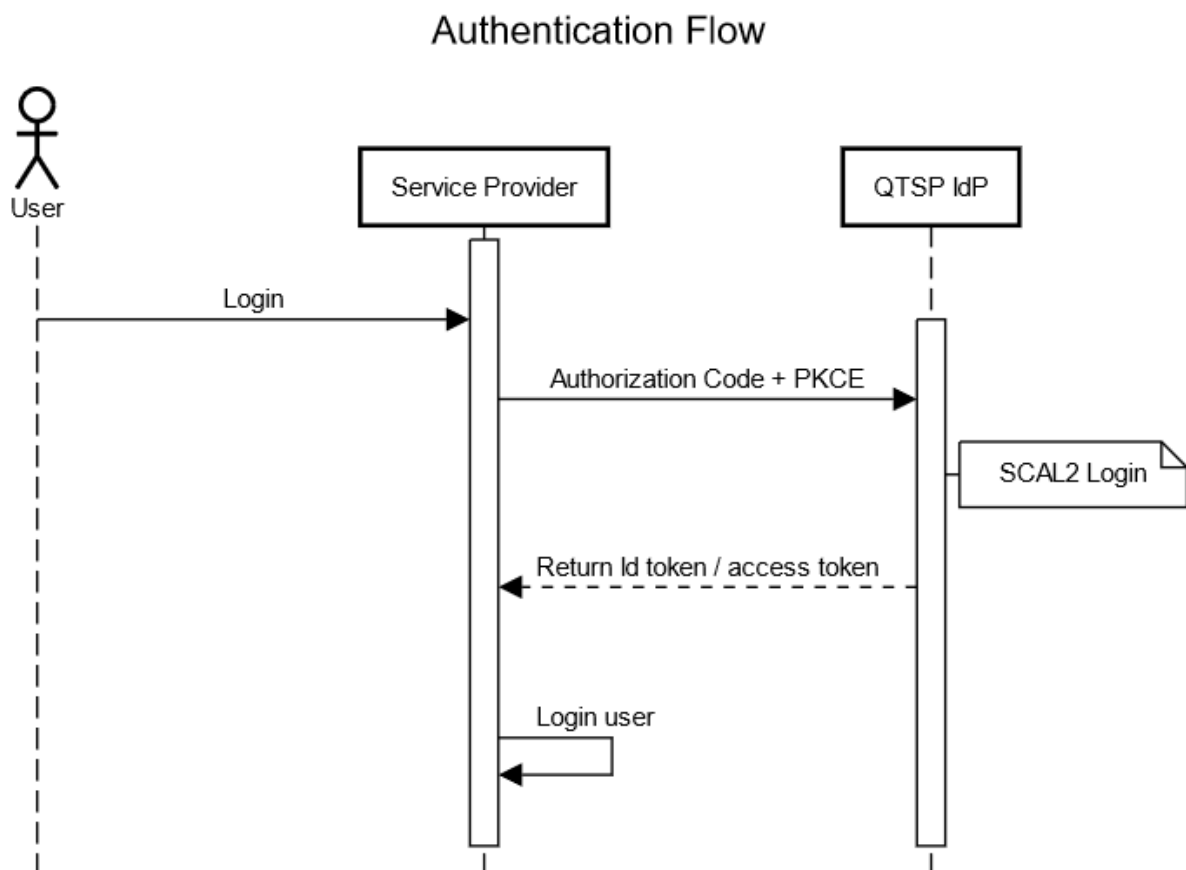 Authentication Flow
User
Service Provider
QTSP IdP
Login
Authorization Code + PKCE
SCAL2 Login
Return Id token / access token
Login user